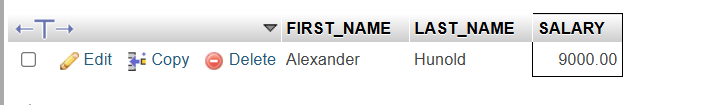 FIRST_NAME LAST_NAME SALARY
Edit Copy Delete Alexander Hunold 9000.00